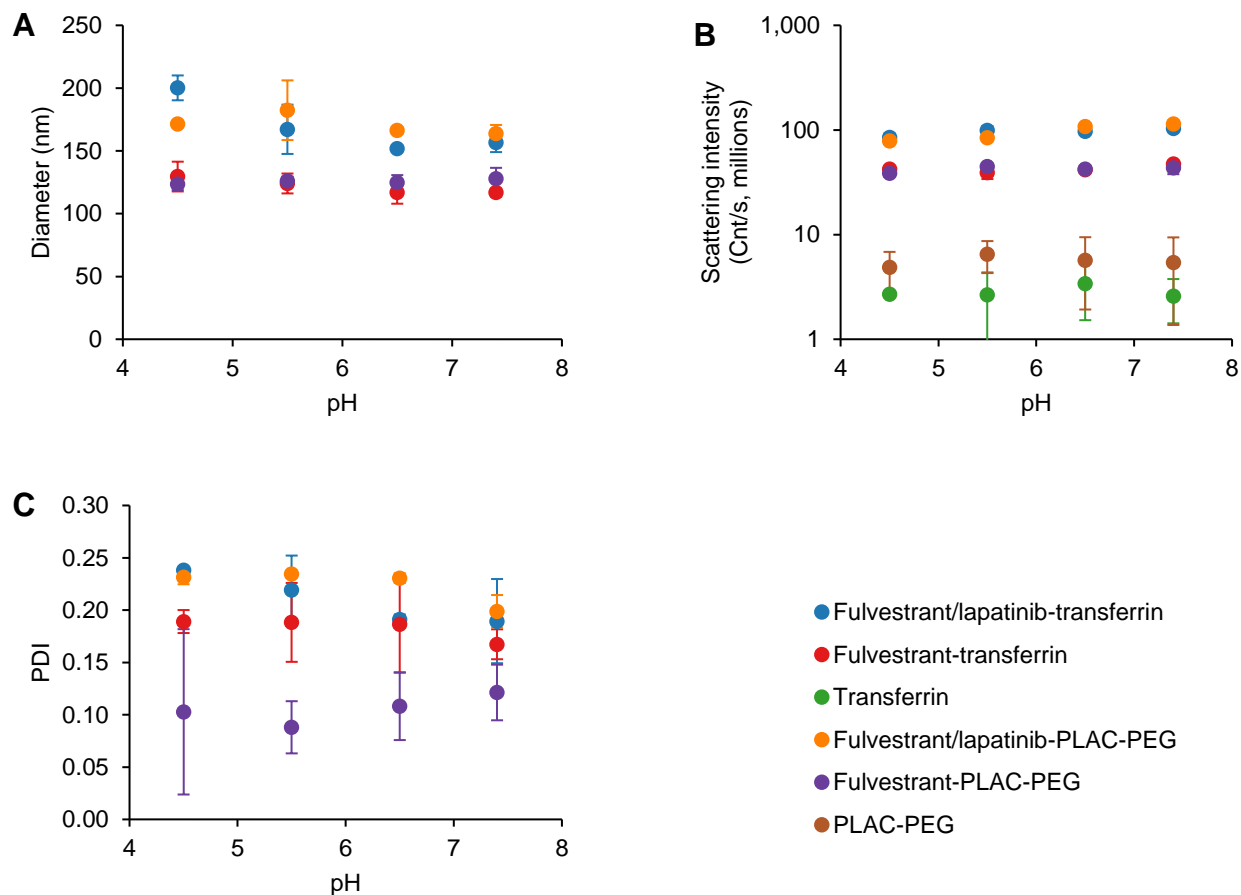 A
Diameter (nm)
250
200
150
100
50
0
4 5 6 7 8
pH
B
Scattering intensity
(Cnt/s, millions)
1,000
100
10
1
4 5 6 7 8
pH
C
PDI
0.30
0.25
0.20
0.15
0.10
0.05
0.00
4 5 6 7 8
pH
Fulvestrant/lapatinib-transferrin
Fulvestrant-transferrin
Transferrin
Fulvestrant/lapatinib-PLAC-PEG
Fulvestrant-PLAC-PEG
PLAC-PEG